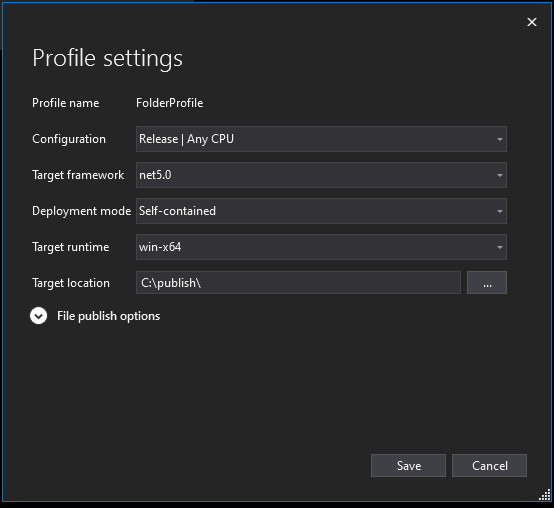 Profile settings
Profile name FolderProfile
Configuration Release | Any CPU
Target framework net5.0
Deployment mode Self-contained
Target runtime win-x64
Target location C:\publish\ ...
File publish options
Save Cancel